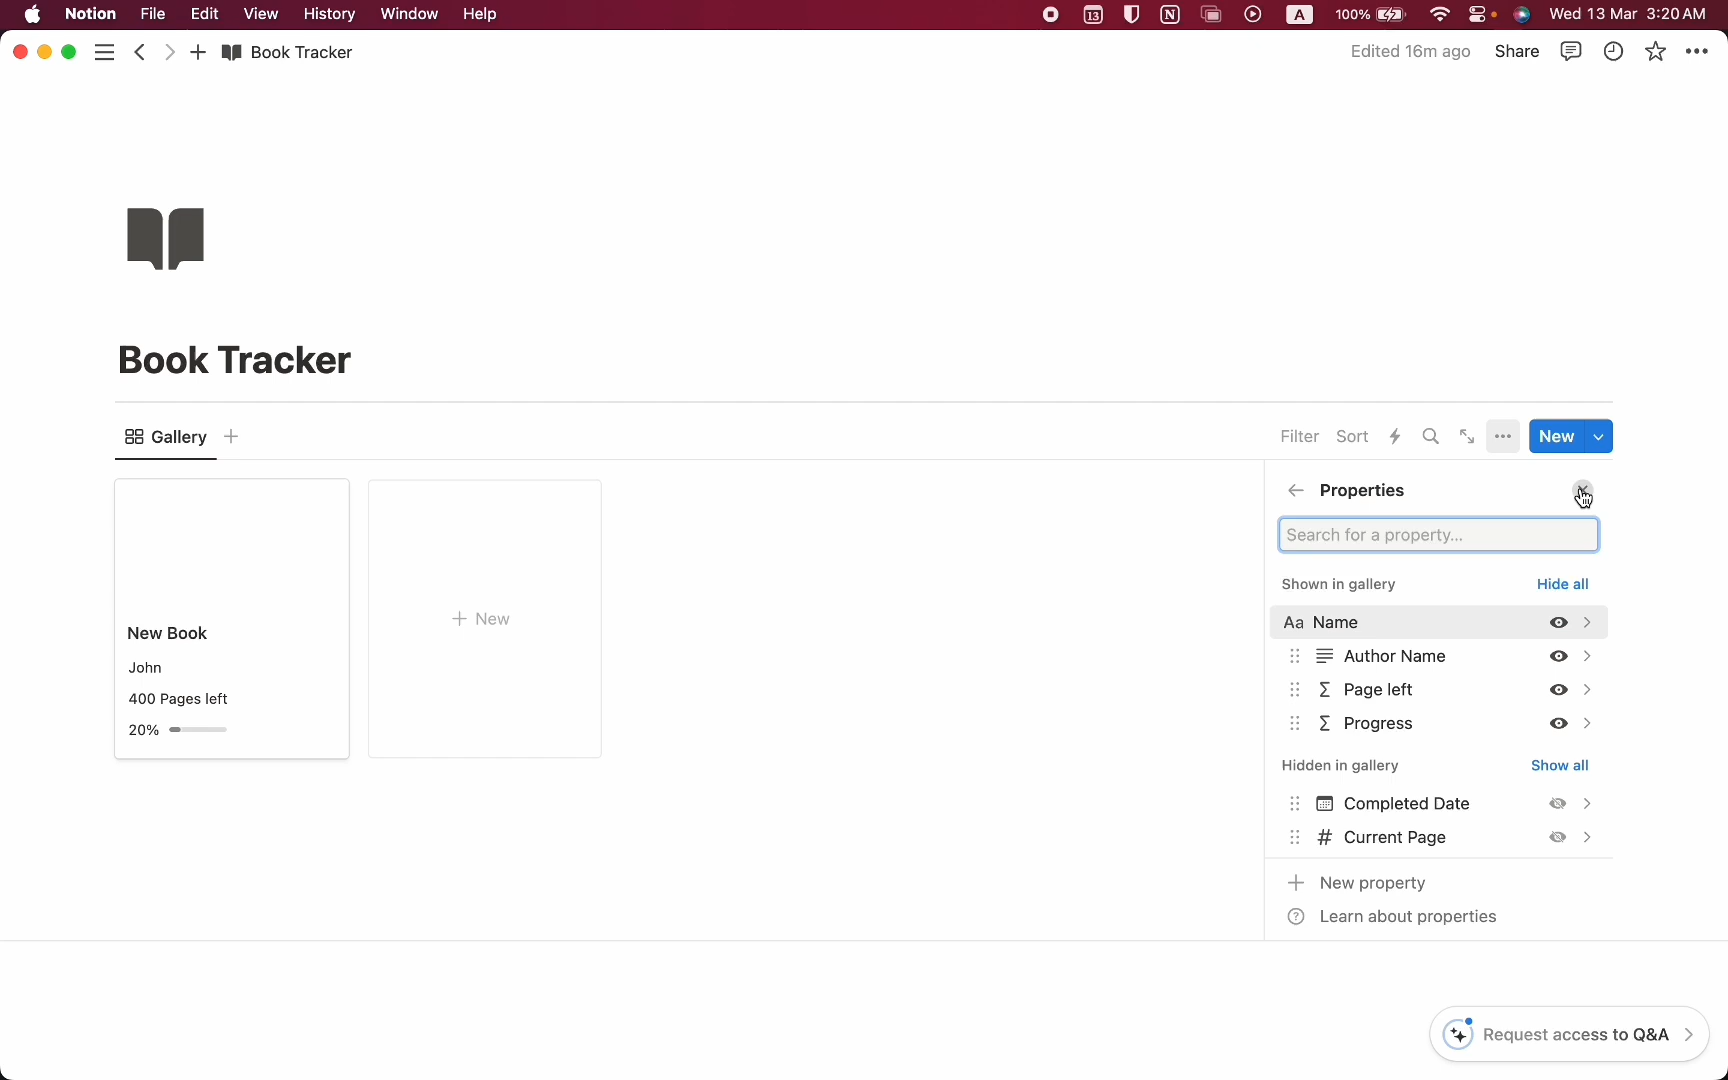 Notion File Edit View History Window Help 13 A 100% Wed 13 Mar 3:20 AM
Book Tracker Edited 16m ago Share
Book Tracker
Gallery Filter Sort New
Properties
Search for a property...
Shown in gallery Hide all
Aa Name
Author Name
Page left
Progress
Hidden in gallery Show all
Completed Date
Current Page
New property
Learn about properties
New Book
John
400 Pages left
20%
+ New
Request access to Q&A